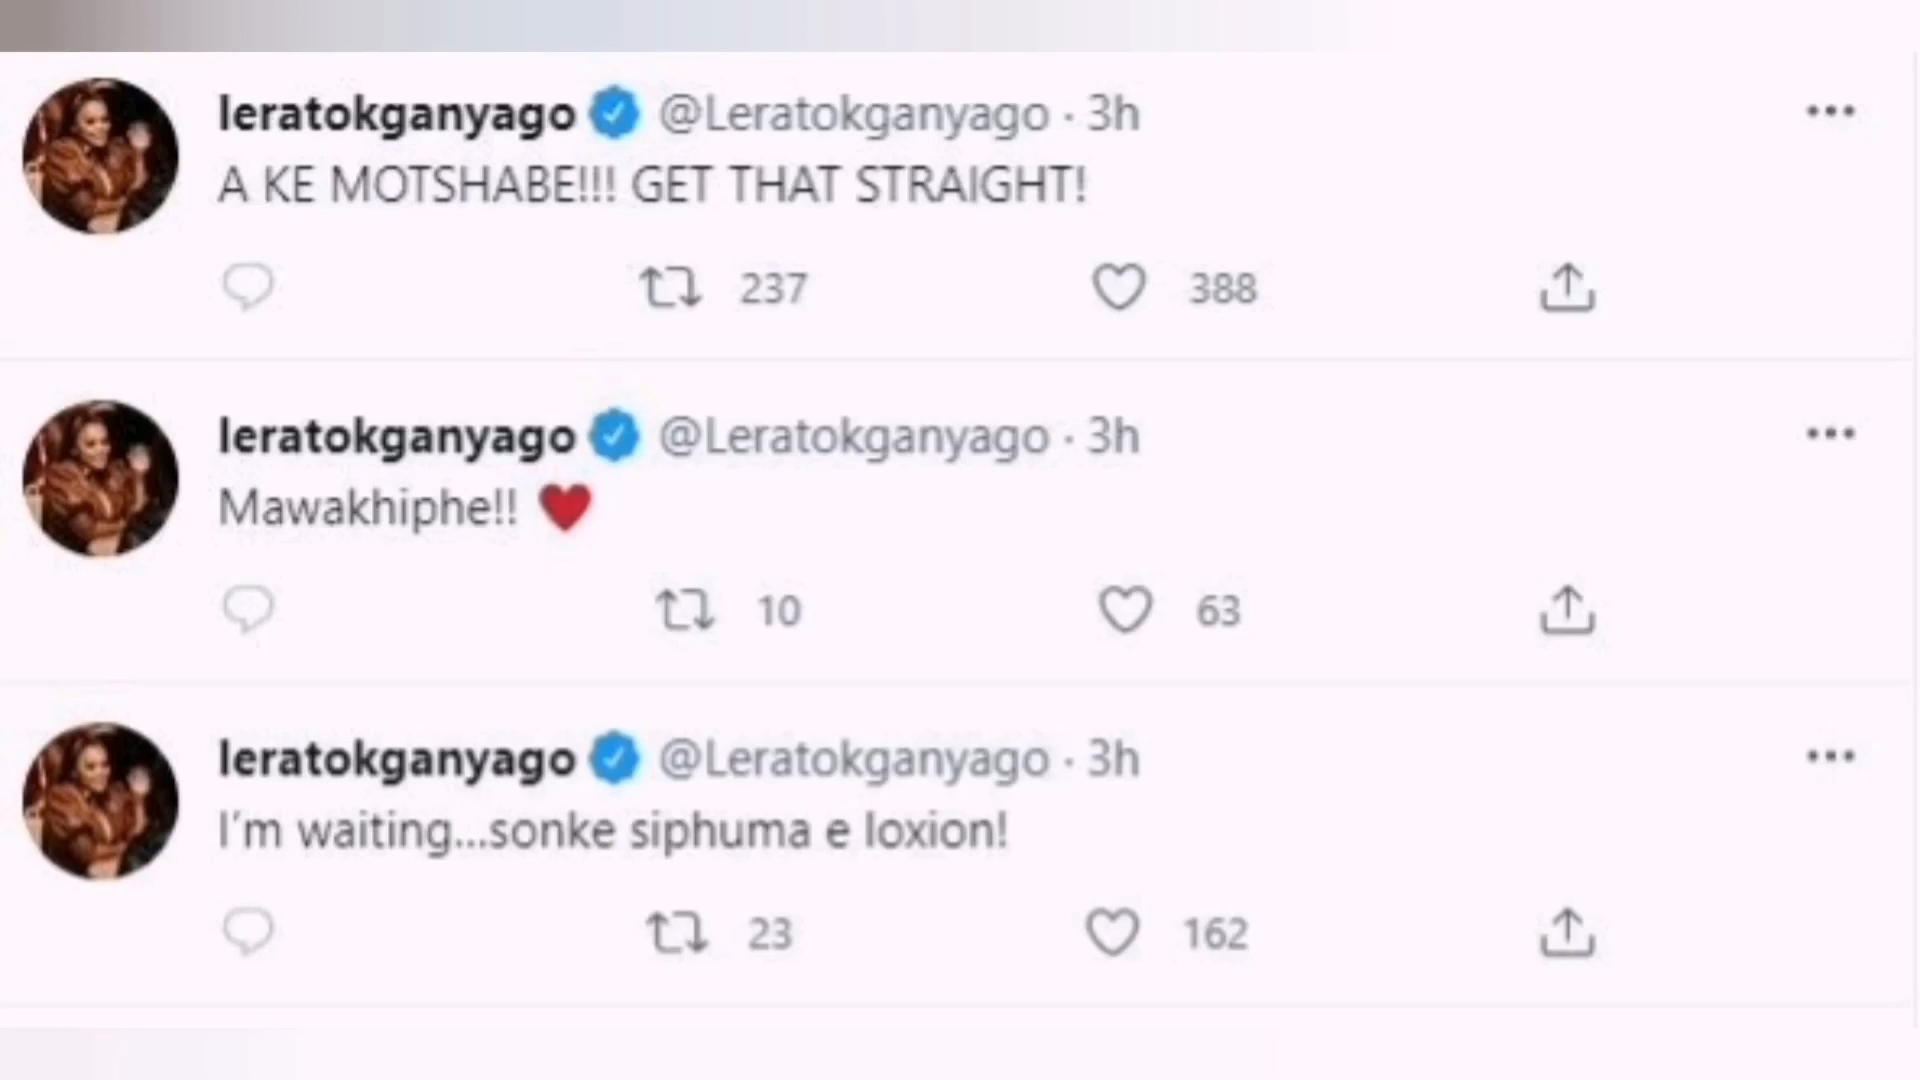 leratokganyago @Leratokganyago · 3h
A KE MOTSHABE!!! GET THAT STRAIGHT!
237 388
leratokganyago @Leratokganyago · 3h
Mawakhiphe!! ♥
10 63
leratokganyago @Leratokganyago · 3h
I'm waiting...sonke siphuma e loxion!
23 162